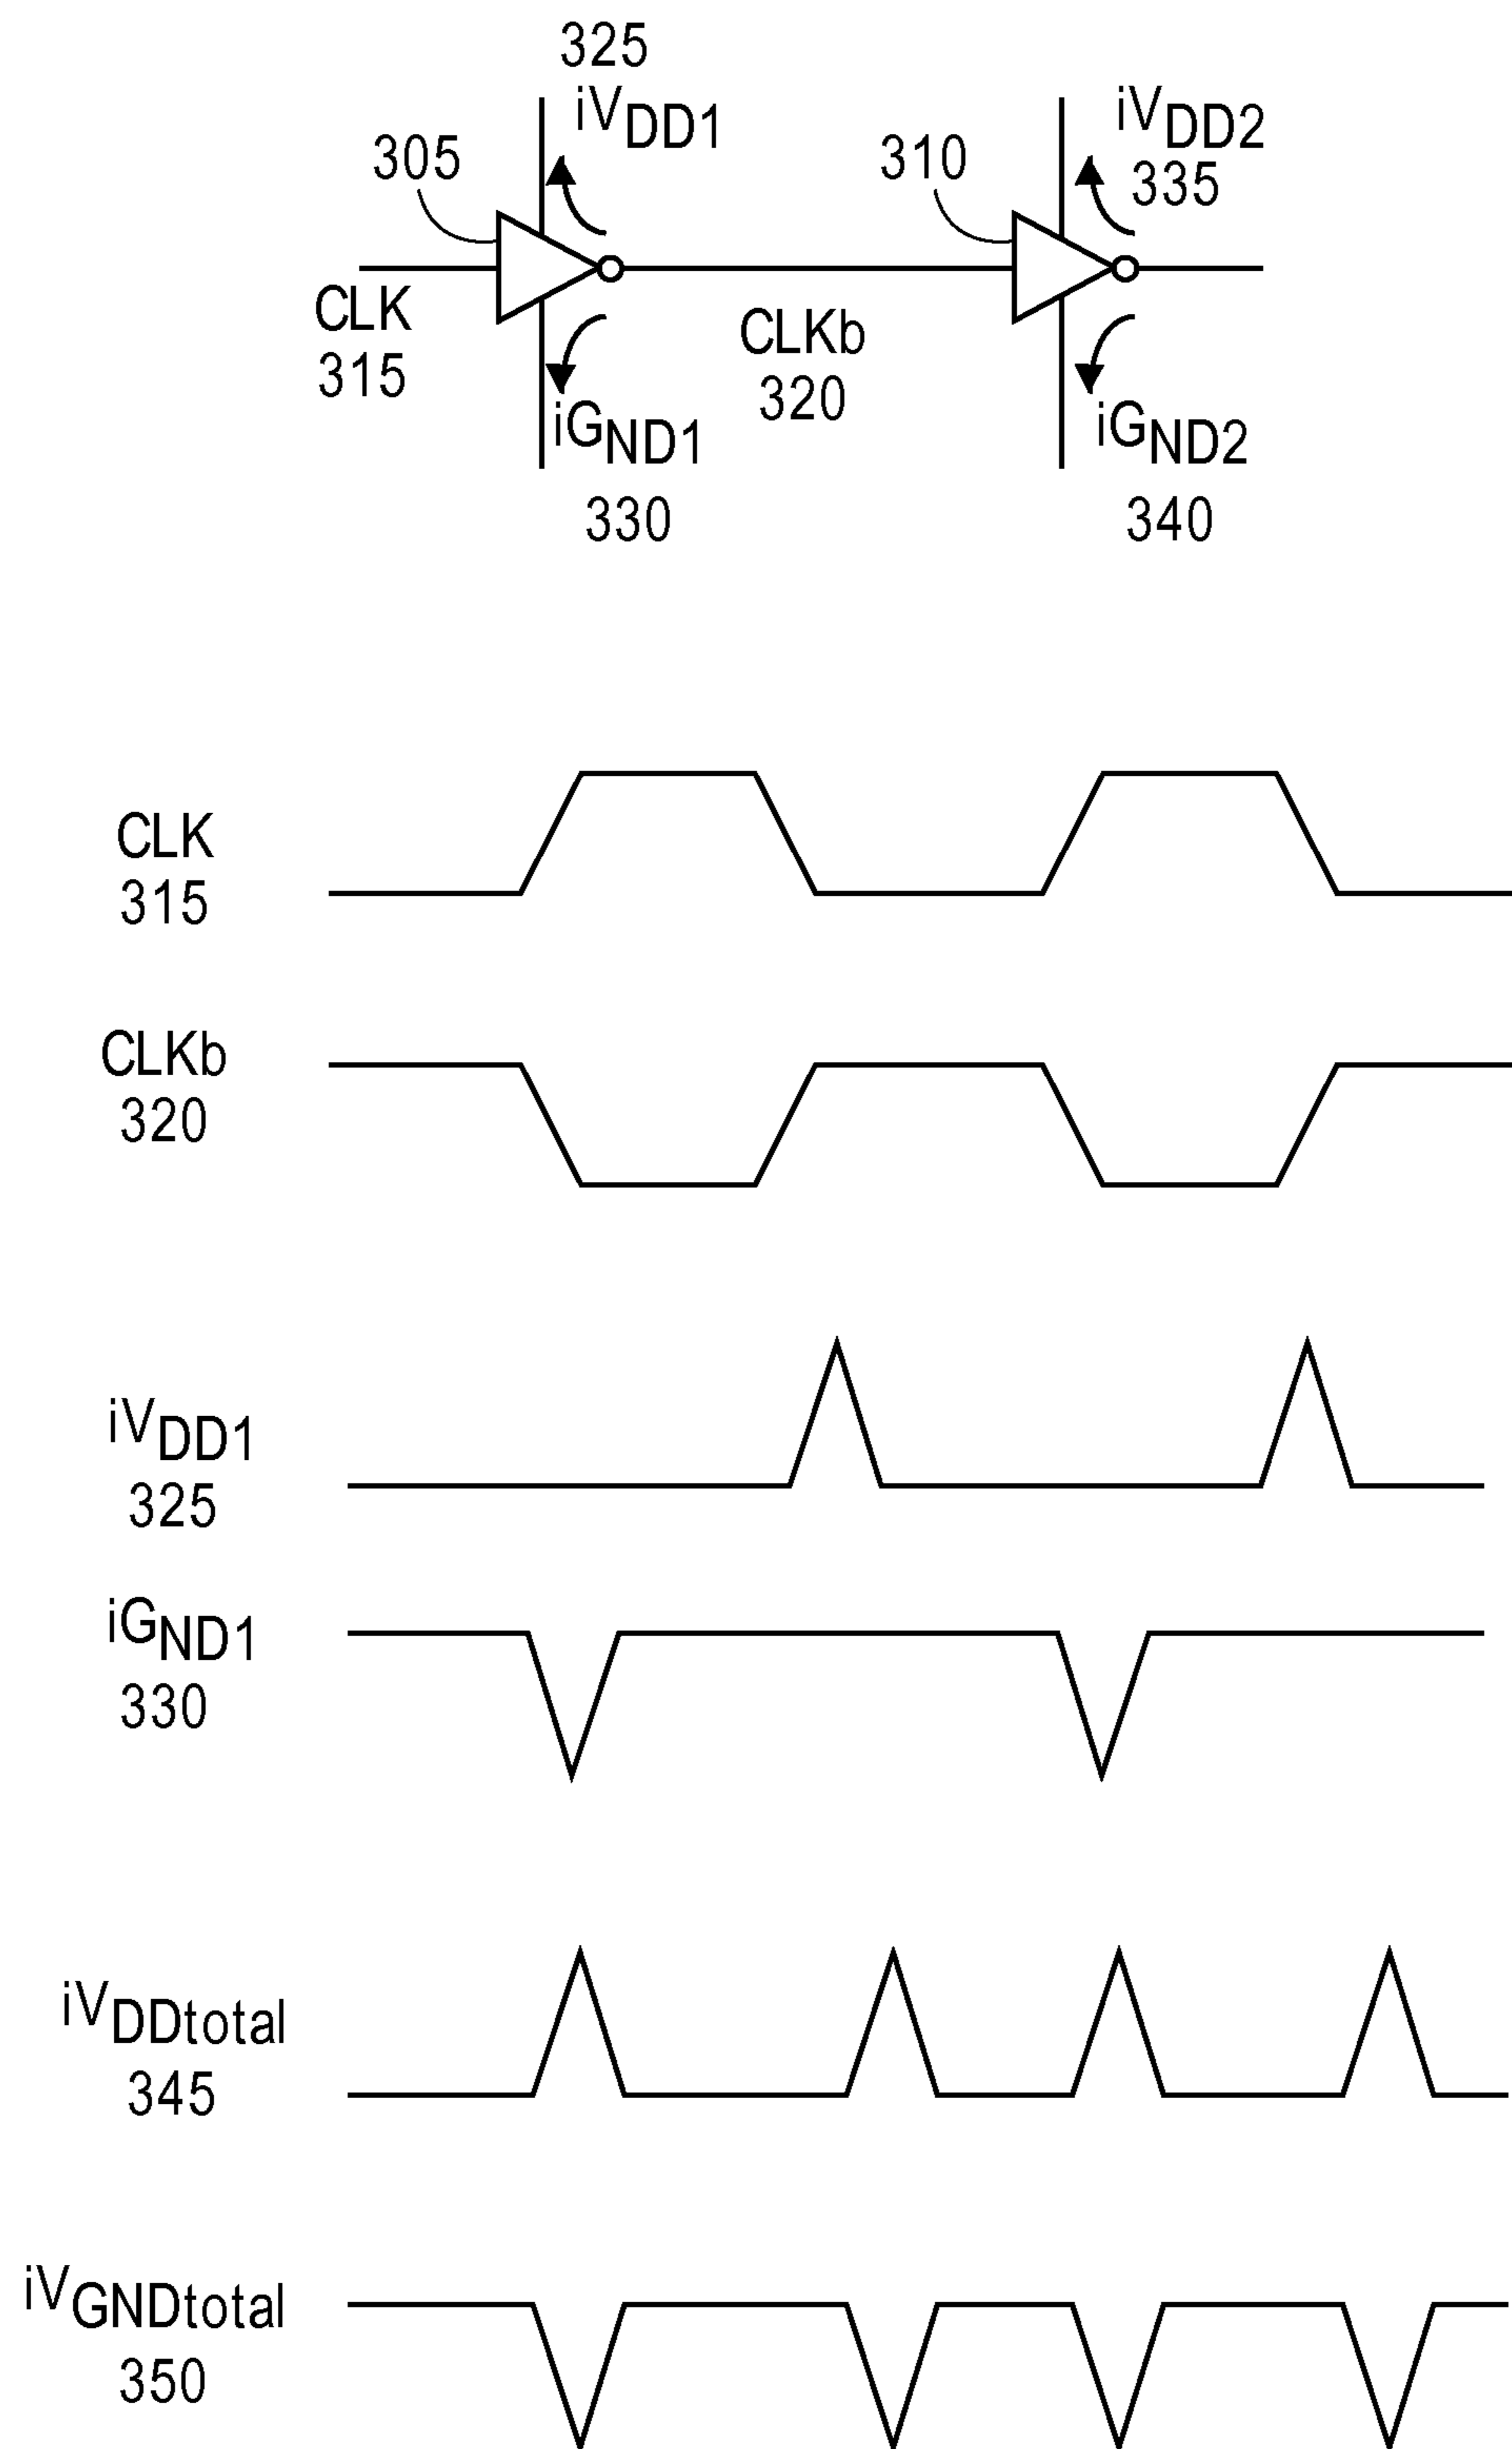 325
iVDD1
305
310
iVDD2
335
CLK
315
CLKb
320
iGND1
330
iGND2
340
CLK
315
CLKb
320
iVDD1
325
iGND1
330
iVDDtotal
345
iVGNDtotal
350